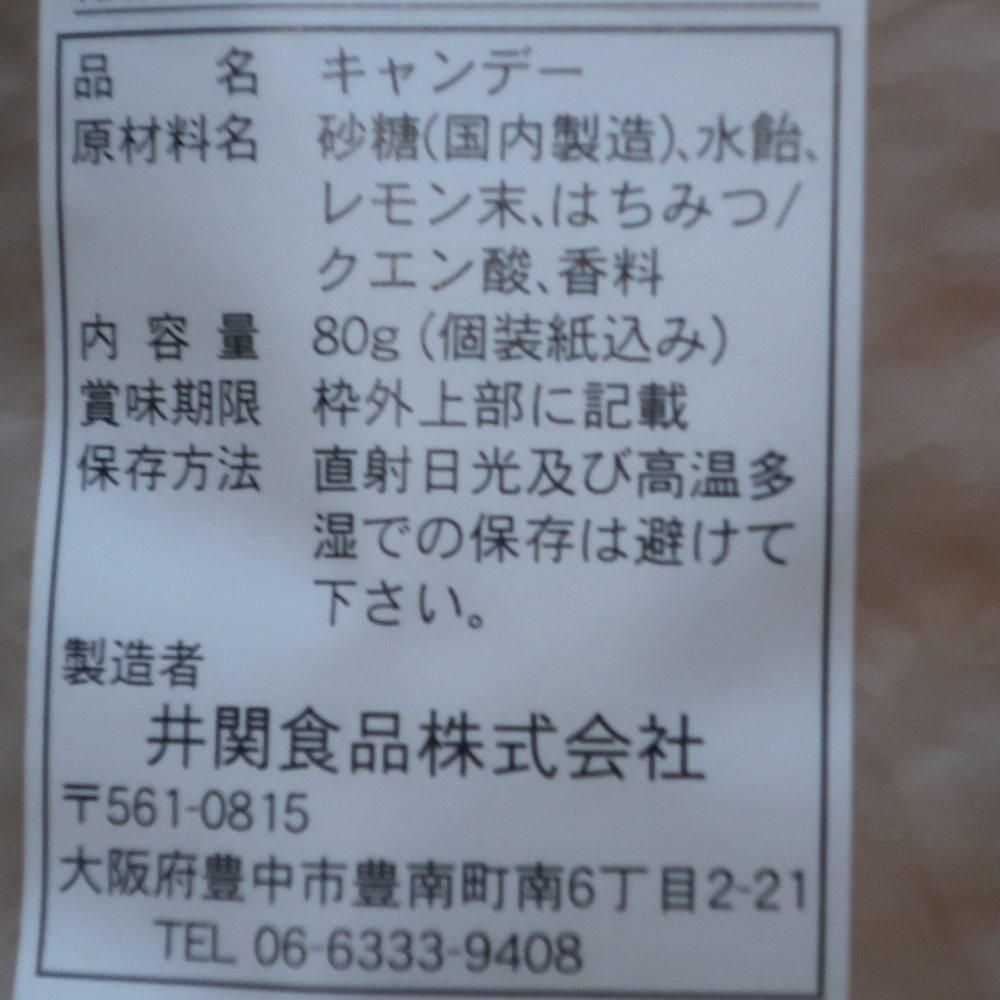 品名 キャンデー
原材料名 砂糖(国内製造)、水飴、
レモン末、はちみつ/
クエン酸、香料
内容量 80g (個装紙込み)
賞味期限 枠外上部に記載
保存方法 直射日光及び高温多
湿での保存は避けて
下さい。
製造者
井関食品株式会社
〒561-0815
大阪府豊中市豊南町南6丁目2-21
TEL 06-6333-9408